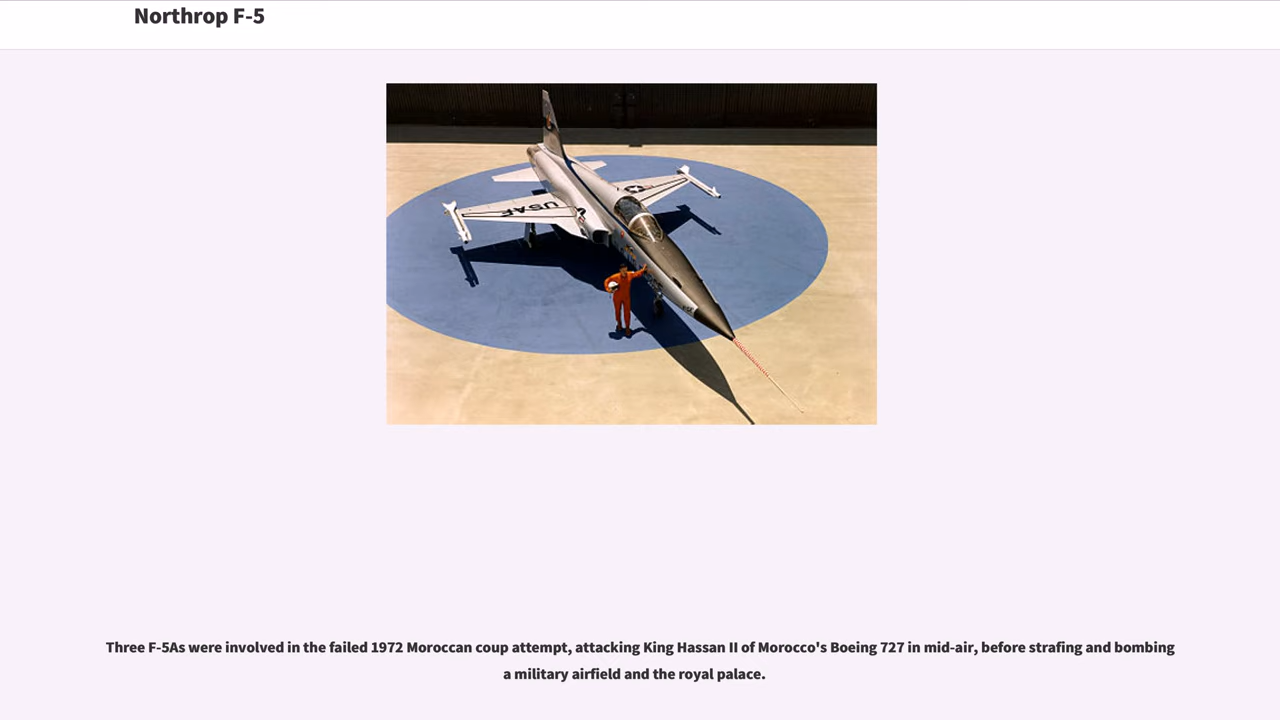 Northrop F-5
USAF
Three F-5As were involved in the failed 1972 Moroccan coup attempt, attacking King Hassan II of Morocco's Boeing 727 in mid-air, before strafing and bombing
a military airfield and the royal palace.